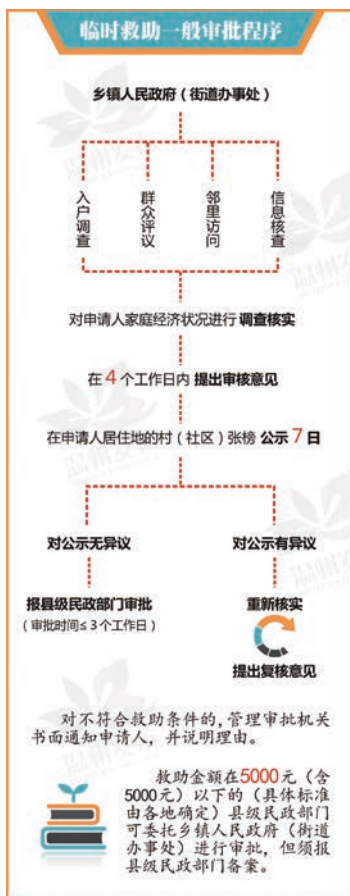 临时救助一般审批程序
乡镇人民政府（街道办事处）
入户调查
群众评议
邻里访问
信息核查
对申请人家庭经济状况进行 调查核实
在 4 个工作日内 提出审核意见
在申请人居住地的村（社区）张榜 公示 7 日
对公示无异议
对公示有异议
报县级民政部门审批
（审批时间≤3个工作日）
重新核实
提出复核意见
对不符合救助条件的，管理审批机关
书面通知申请人，并说明理由。
救助金额在5000元（含
5000元）以下的（具体标准
由各地确定）县级民政部门
可委托乡镇人民政府（街道
办事处）进行审批，但须报
县级民政部门备案。